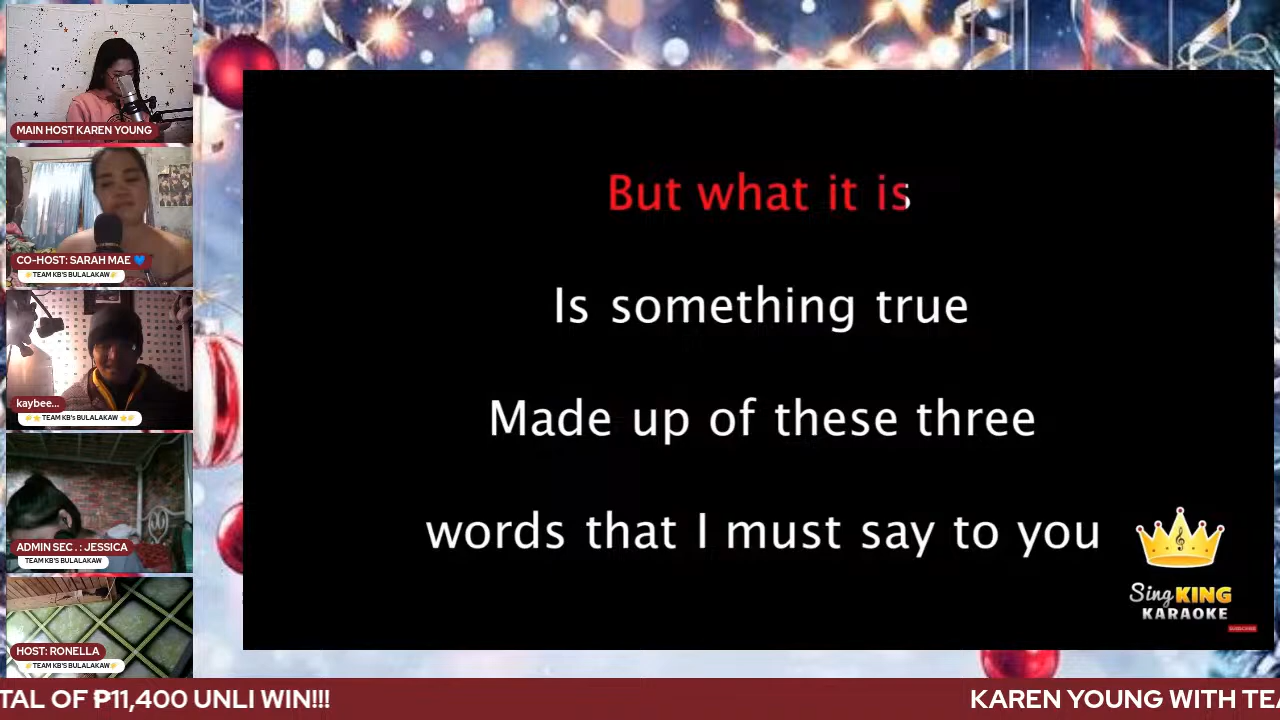 MAIN HOST KAREN YOUNG
CO-HOST: SARAH MAE 💙
👉TEAM KB'S BULALAKAW👉
kaybee...
👉⭐ TEAM KB's BULALAKAW ⭐👉
ADMIN SEC . : JESSICA
TEAM KB'S BULALAKAW
HOST: RONELLA
👉TEAM KB'S BULALAKAW👉
But what it is
Is something true
Made up of these three
words that I must say to you
Sing KING
KARAOKE
SUBSCRIBE
TAL OF ₱11,400 UNLI WIN!!!
KAREN YOUNG WITH TEA